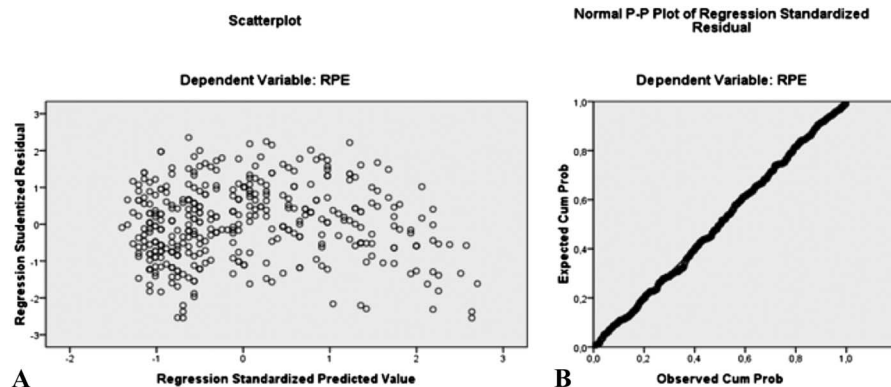 Scatterplot
Dependent Variable: RPE
Regression Studentized Residual
3
2
1
0
-1
-2
-3
-2
-1
0
1
2
3
Regression Standardized Predicted Value
A
Normal P-P Plot of Regression Standardized
Residual
Dependent Variable: RPE
Expected Cum Prob
1,0
0,8
0,6
0,4
0,2
0,0
0,0
0,2
0,4
0,6
0,8
1,0
Observed Cum Prob
B